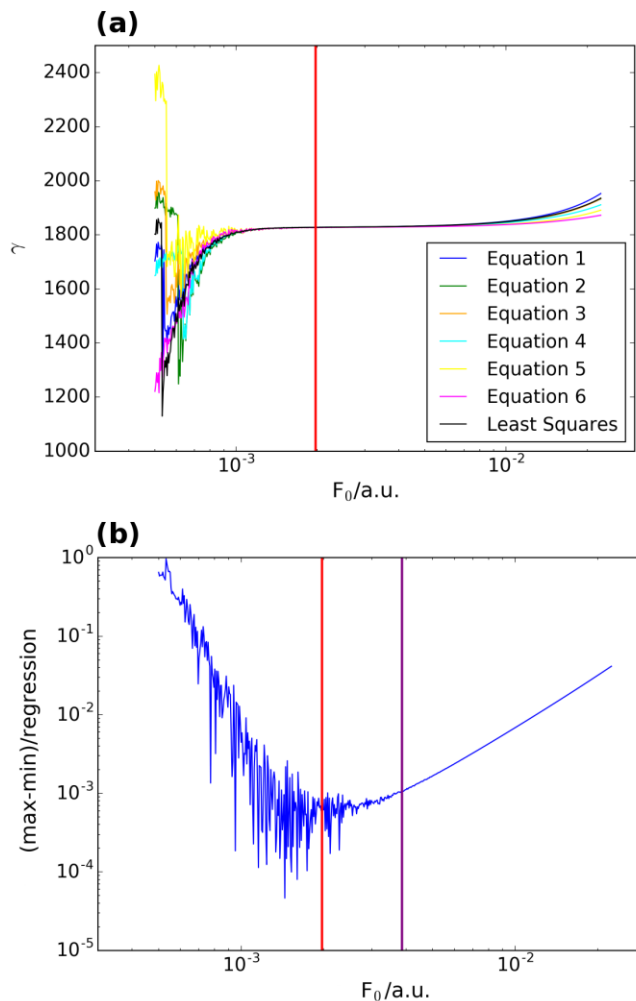 (a)
2400
2200
2000
1800
1600
1400
1200
1000
γ
Equation 1
Equation 2
Equation 3
Equation 4
Equation 5
Equation 6
Least Squares
10⁻³
10⁻²
F₀/a.u.
(b)
10⁰
10⁻¹
10⁻²
10⁻³
10⁻⁴
10⁻⁵
(max-min)/regression
10⁻³
10⁻²
F₀/a.u.